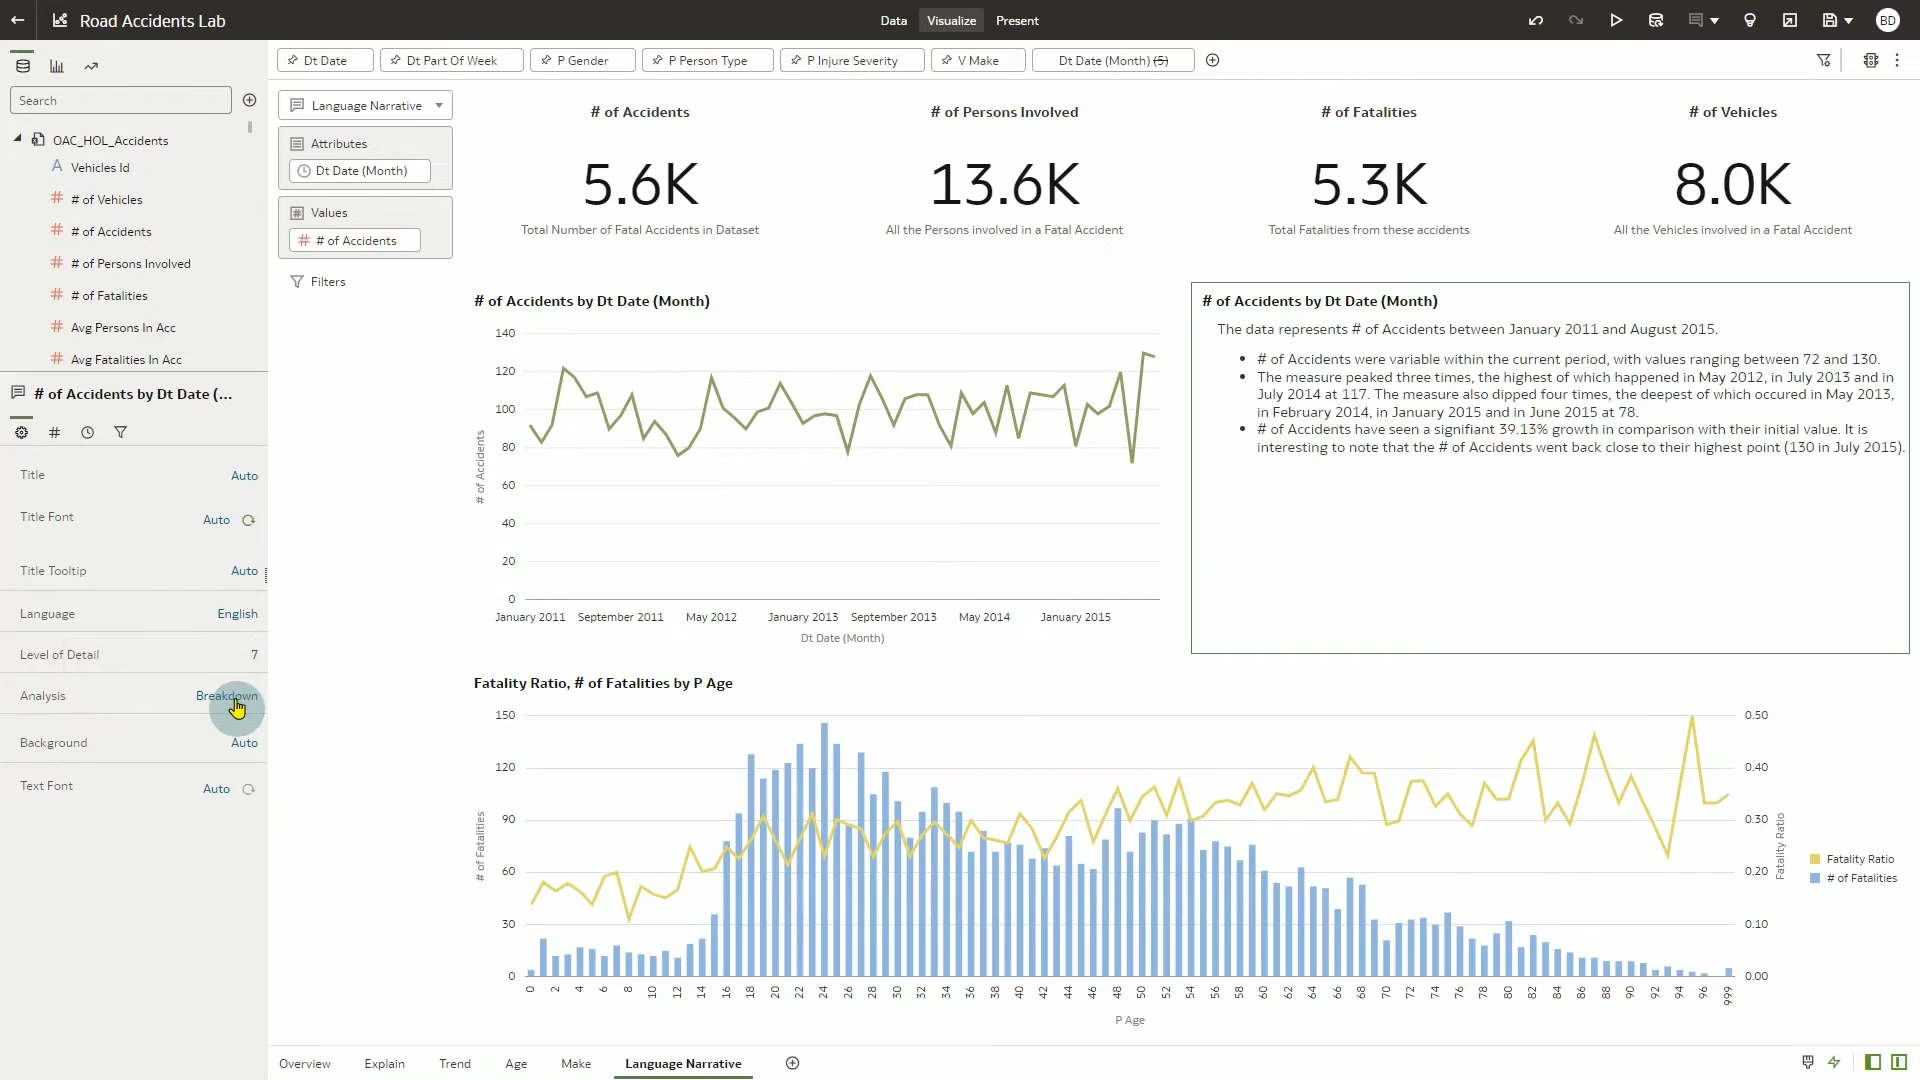 Road Accidents Lab
Data Visualize Present
BD
Dt Date Dt Part Of Week P Gender P Person Type P Injure Severity V Make Dt Date (Month) (5)
Search
OAC_HOL_Accidents
A Vehicles Id
# # of Vehicles
# # of Accidents
# # of Persons Involved
# # of Fatalities
# Avg Persons In Acc
# Avg Fatalities In Acc
# of Accidents by Dt Date (...
#
Title Auto
Title Font Auto
Title Tooltip Auto
Language English
Level of Detail 7
Analysis Breakdown
Background Auto
Text Font Auto
Language Narrative
Attributes
Dt Date (Month)
Values
# # of Accidents
Filters
# of Accidents
5.6K
Total Number of Fatal Accidents in Dataset
# of Persons Involved
13.6K
All the Persons involved in a Fatal Accident
# of Fatalities
5.3K
Total Fatalities from these accidents
# of Vehicles
8.0K
All the Vehicles involved in a Fatal Accident
# of Accidents by Dt Date (Month)
140
120
100
80
60
40
20
0
# of Accidents
January 2011 September 2011 May 2012 January 2013 September 2013 May 2014 January 2015
Dt Date (Month)
# of Accidents by Dt Date (Month)
The data represents # of Accidents between January 2011 and August 2015.
• # of Accidents were variable within the current period, with values ranging between 72 and 130.
• The measure peaked three times, the highest of which happened in May 2012, in July 2013 and in
July 2014 at 117. The measure also dipped four times, the deepest of which occured in May 2013,
in February 2014, in January 2015 and in June 2015 at 78.
• # of Accidents have seen a signifiant 39.13% growth in comparison with their initial value. It is
interesting to note that the # of Accidents went back close to their highest point (130 in July 2015).
Fatality Ratio, # of Fatalities by P Age
150
120
90
60
30
0
# of Fatalities
0.50
0.40
0.30
0.20
0.10
0.00
Fatality Ratio
0 2 4 6 8 10 12 14 16 18 20 22 24 26 28 30 32 34 36 38 40 42 44 46 48 50 52 54 56 58 60 62 64 66 68 70 72 74 76 78 80 82 84 86 88 90 92 94 96 999
P Age
Fatality Ratio
# of Fatalities
Overview Explain Trend Age Make Language Narrative